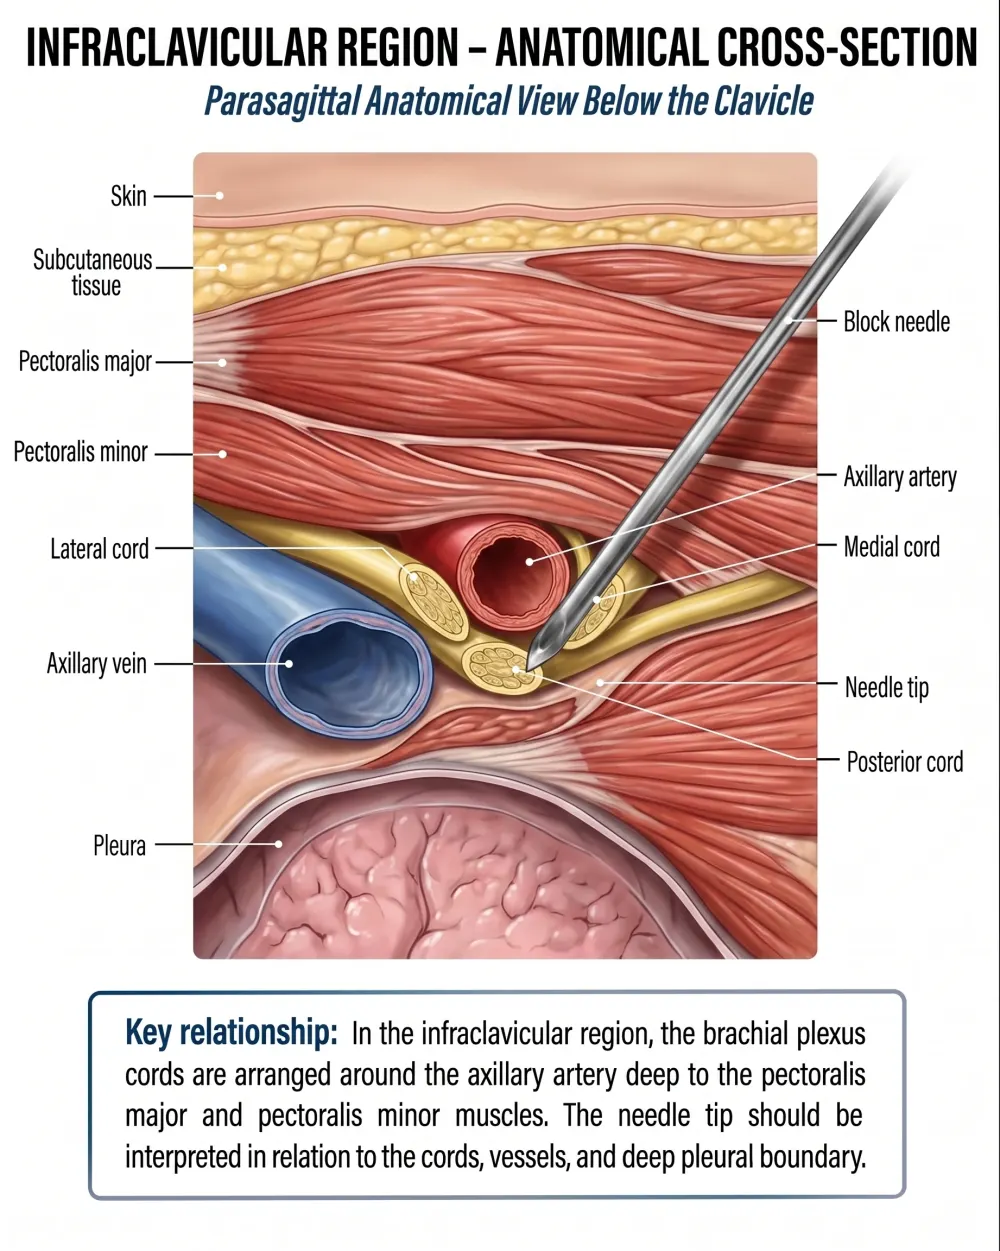 INFRACLAVICULAR REGION – ANATOMICAL CROSS-SECTION
Parasagittal Anatomical View Below the Clavicle
Skin
Subcutaneous
tissue
Pectoralis major
Pectoralis minor
Lateral cord
Axillary vein
Pleura
Block needle
Axillary artery
Medial cord
Needle tip
Posterior cord
Key relationship: In the infraclavicular region, the brachial plexus
cords are arranged around the axillary artery deep to the pectoralis
major and pectoralis minor muscles. The needle tip should be
interpreted in relation to the cords, vessels, and deep pleural boundary.